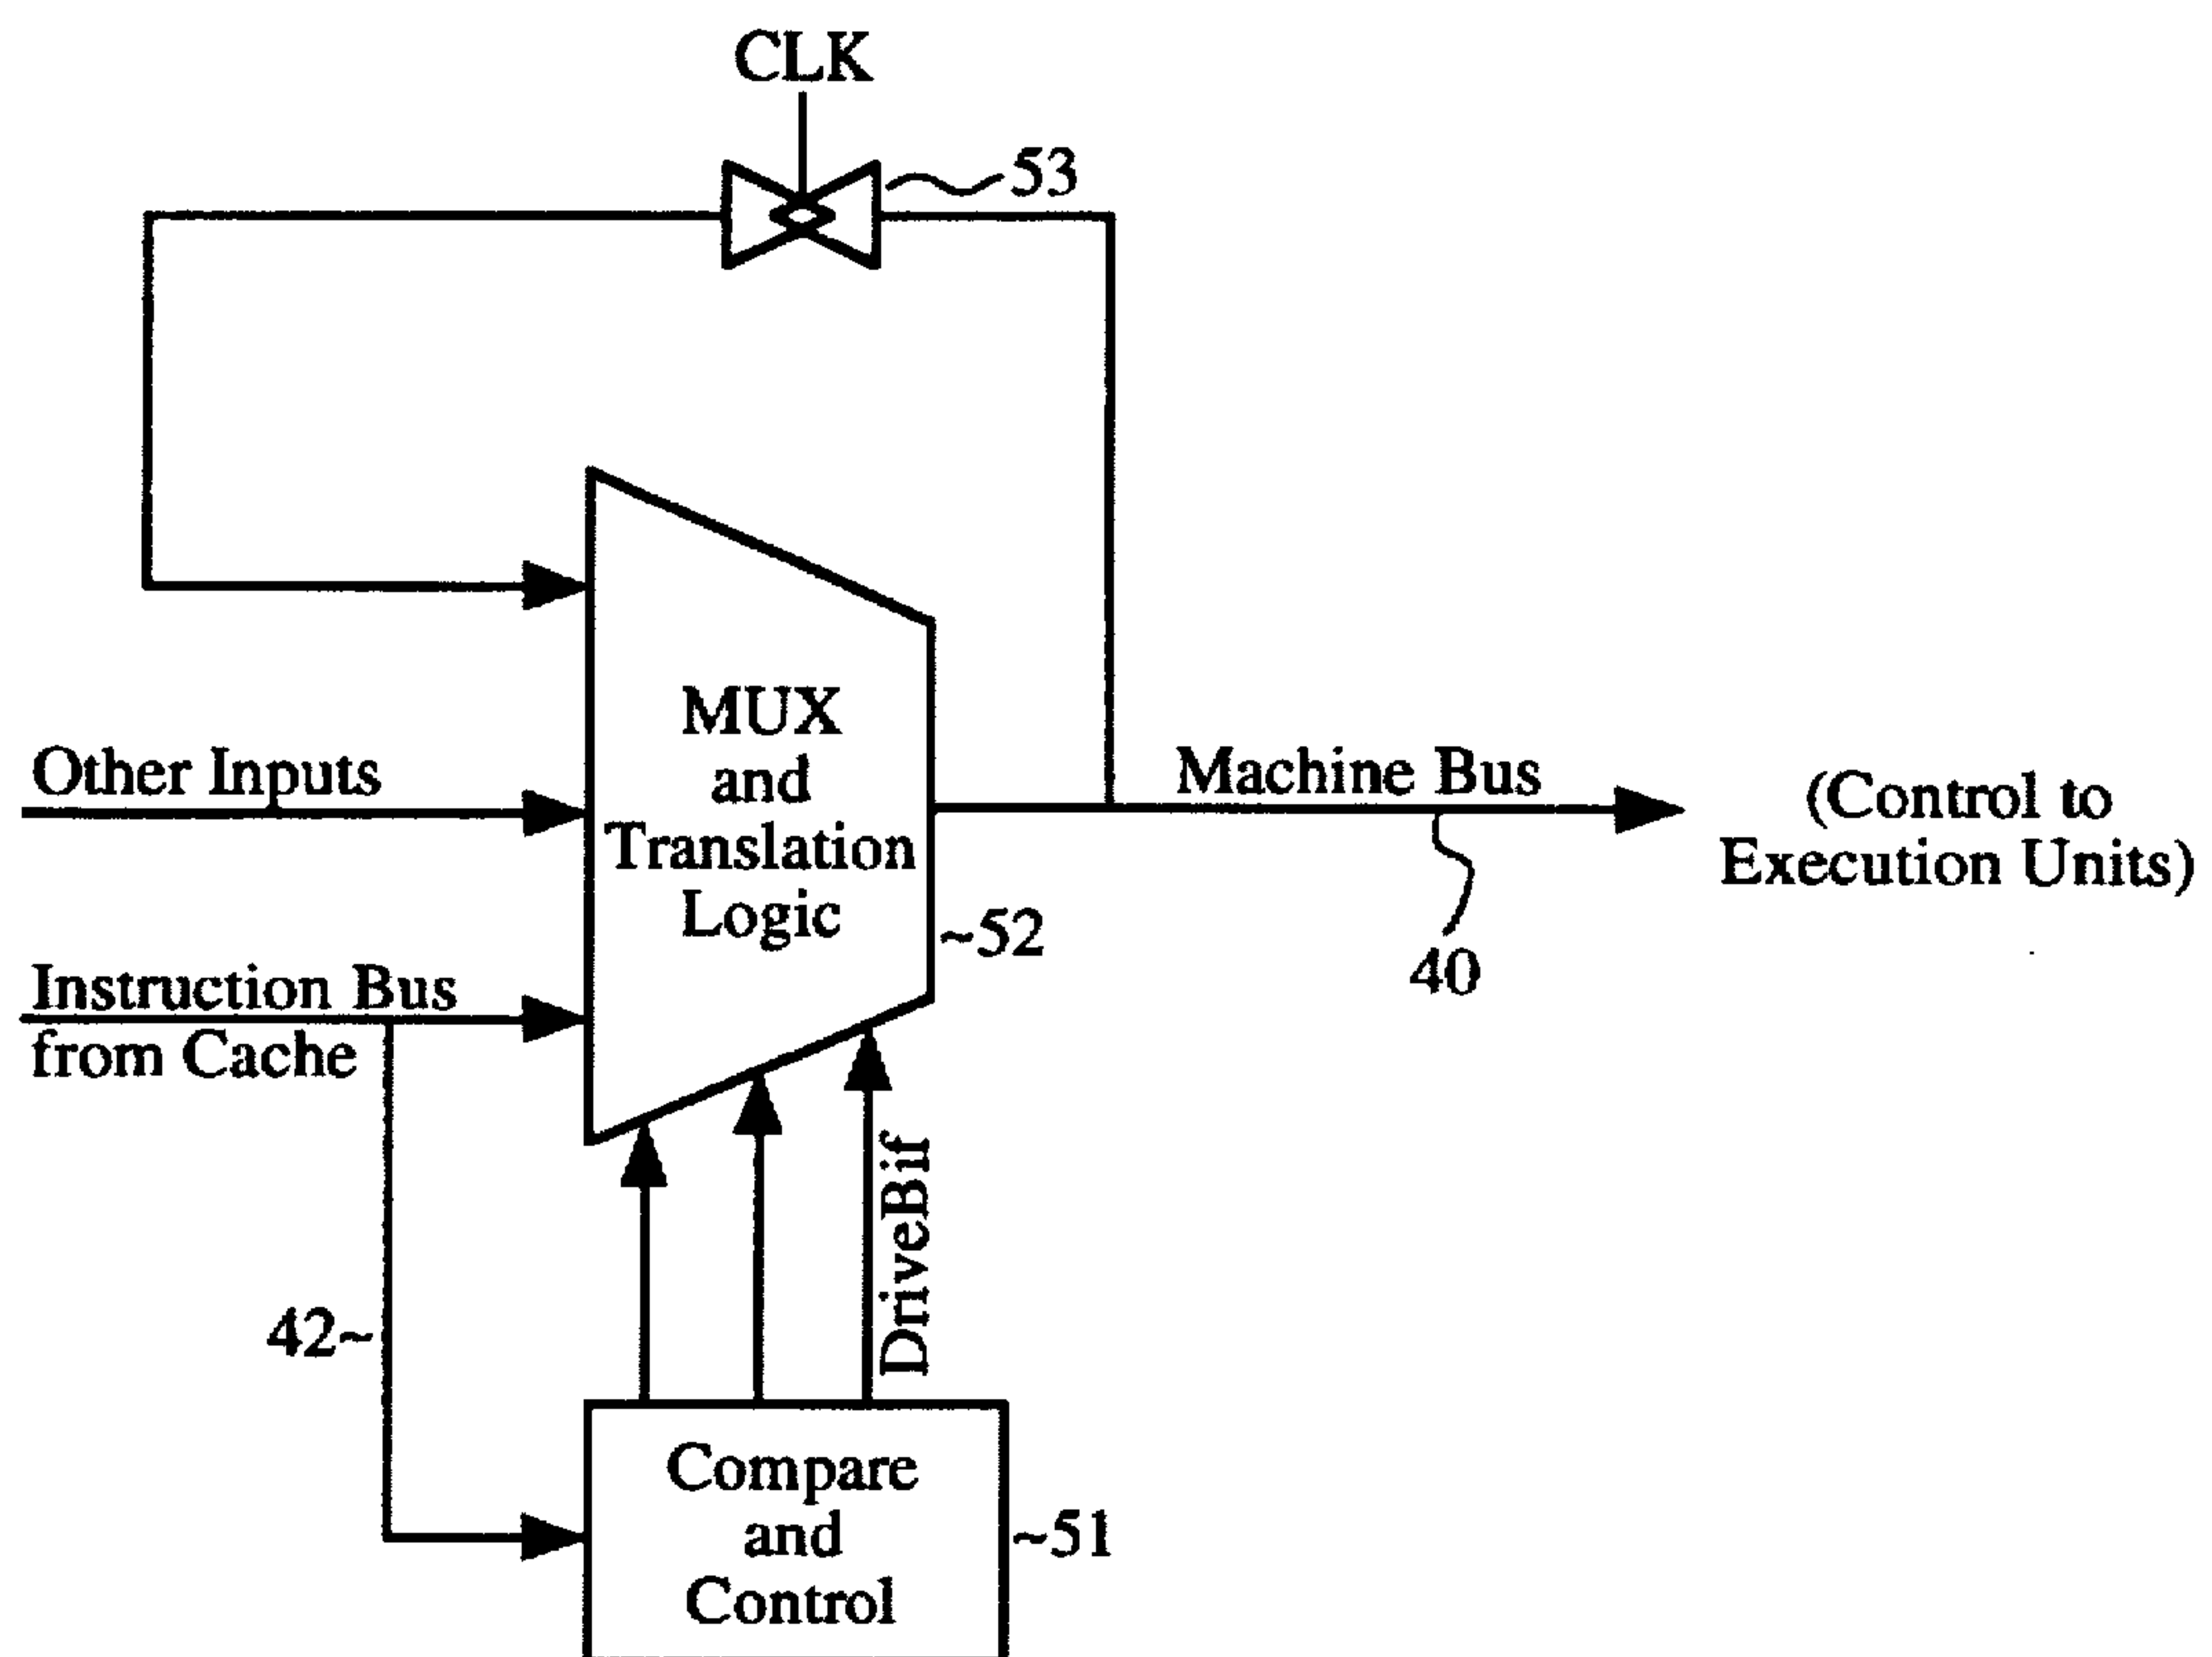 CLK
53
MUX
and
Translation
Logic
~52
Other Inputs
Instruction Bus
from Cache
Machine Bus
40
(Control to
Execution Units)
DriveBif
42~
Compare
and
Control
~51